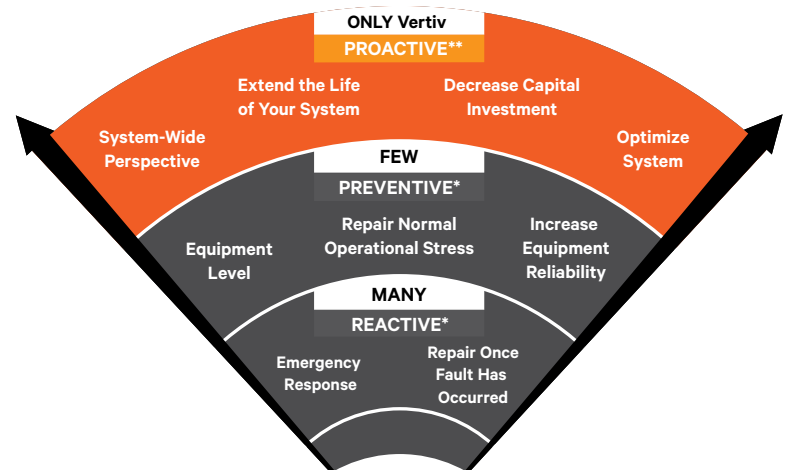 ONLY Vertiv
PROACTIVE**
Extend the Life
of Your System
Decrease Capital
Investment
System-Wide
Perspective
Optimize
System
FEW
PREVENTIVE*
Equipment
Level
Repair Normal
Operational Stress
Increase
Equipment
Reliability
MANY
REACTIVE*
Emergency
Response
Repair Once
Fault Has
Occurred